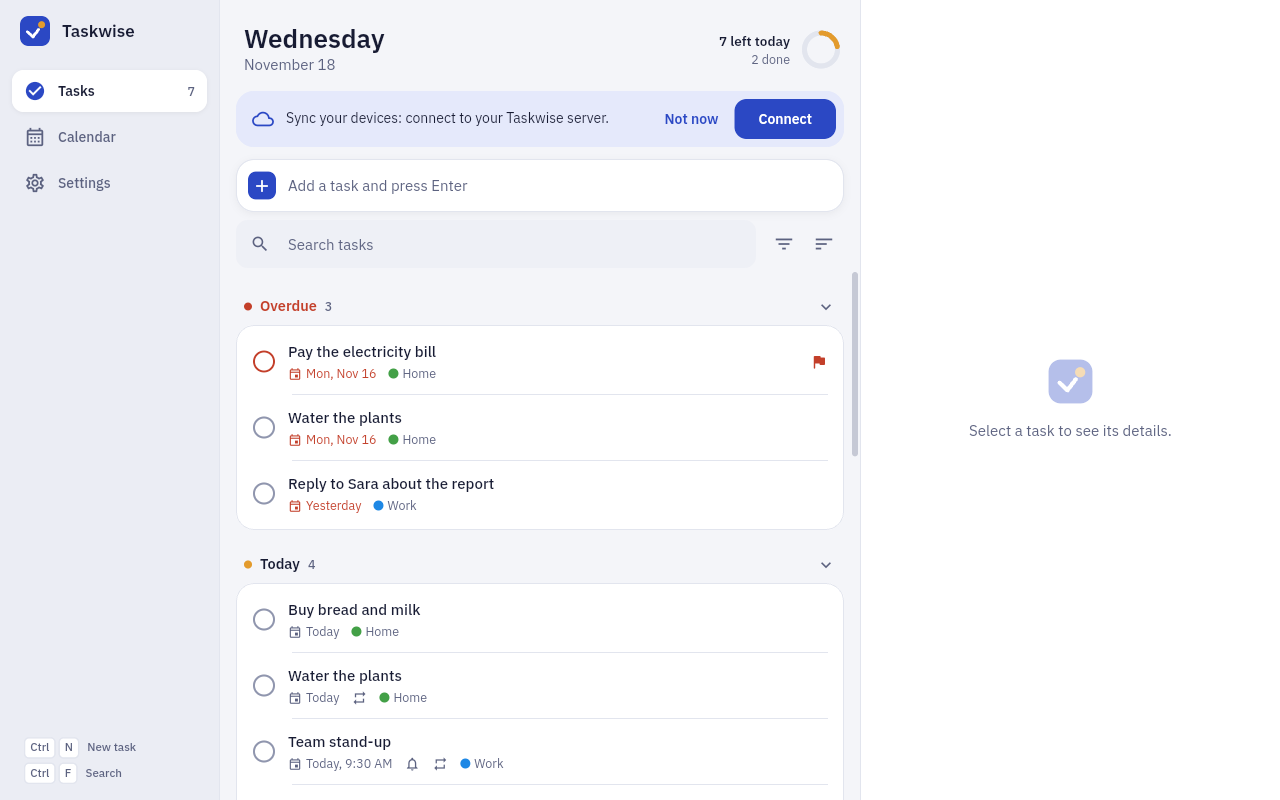 Taskwise
Tasks 7
Calendar
Settings
Ctrl N New task
Ctrl F Search
Wednesday
November 18
7 left today
2 done
Sync your devices: connect to your Taskwise server.
Not now
Connect
Add a task and press Enter
Search tasks
Overdue 3
Pay the electricity bill
Mon, Nov 16 Home
Water the plants
Mon, Nov 16 Home
Reply to Sara about the report
Yesterday Work
Today 4
Buy bread and milk
Today Home
Water the plants
Today Home
Team stand-up
Today, 9:30 AM Work
Select a task to see its details.